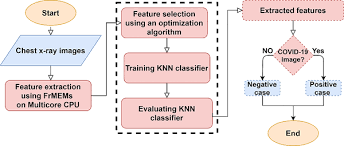 Start
Chest x-ray images
Feature extraction
using FrMEMs
on Multicore CPU
Feature selection
using an optimization
algorithm
Training KNN
classifier
Evaluating KNN
classifier
Extracted features
COVID-19
Image?
NO
Yes
Negative
case
Positive
case
End